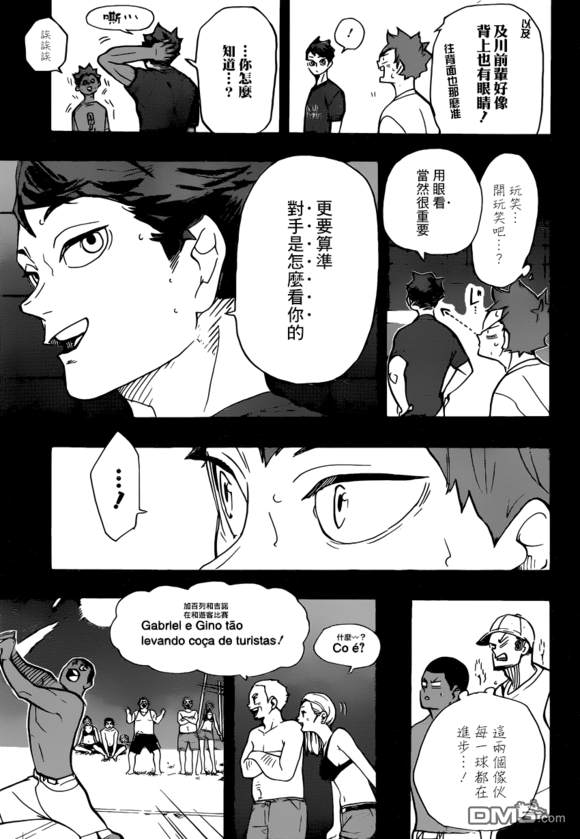 以及
及川前輩好像
背上也有眼睛！
往背面也那麼准
！
…你怎麼
知道…？
嘶…
誒誒誒
玩笑…
開玩笑吧…？
用眼看，
當然很重要
更要算準
對手是怎麼看你的
…！
這兩個傢伙
每一球都在
進步…！
什麼~~？
Co é?
加百列和吉諾
在和遊客比賽
Gabriel e Gino tão
levando coça de turistas!